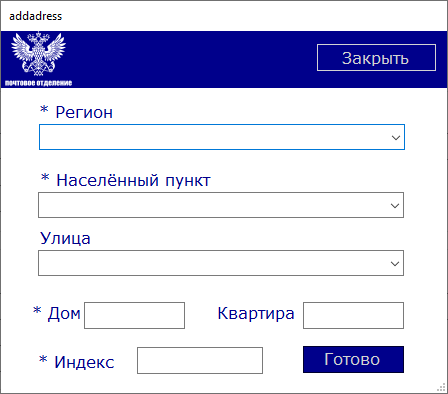 addadress
почтовое отделение
Закрыть
* Регион
* Населённый пункт
Улица
* Дом
Квартира
* Индекс
Готово